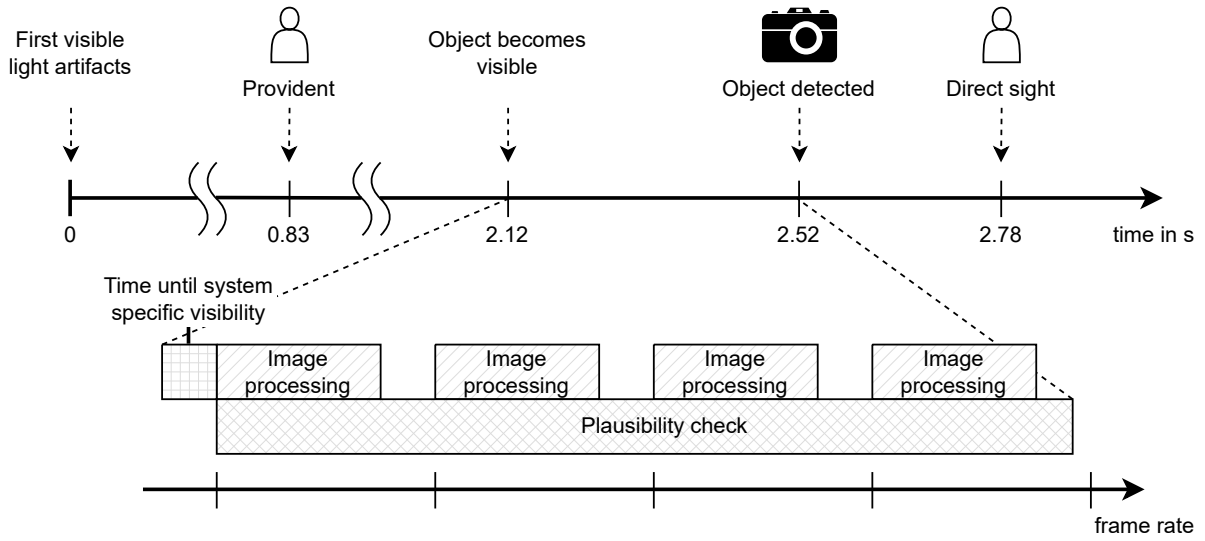 First visible
light artifacts
Provident
Object becomes
visible
Object detected
Direct sight
0
0.83
2.12
2.52
2.78
time in s
Time until system
specific visibility
Image
processing
Image
processing
Image
processing
Image
processing
Plausibility check
frame rate